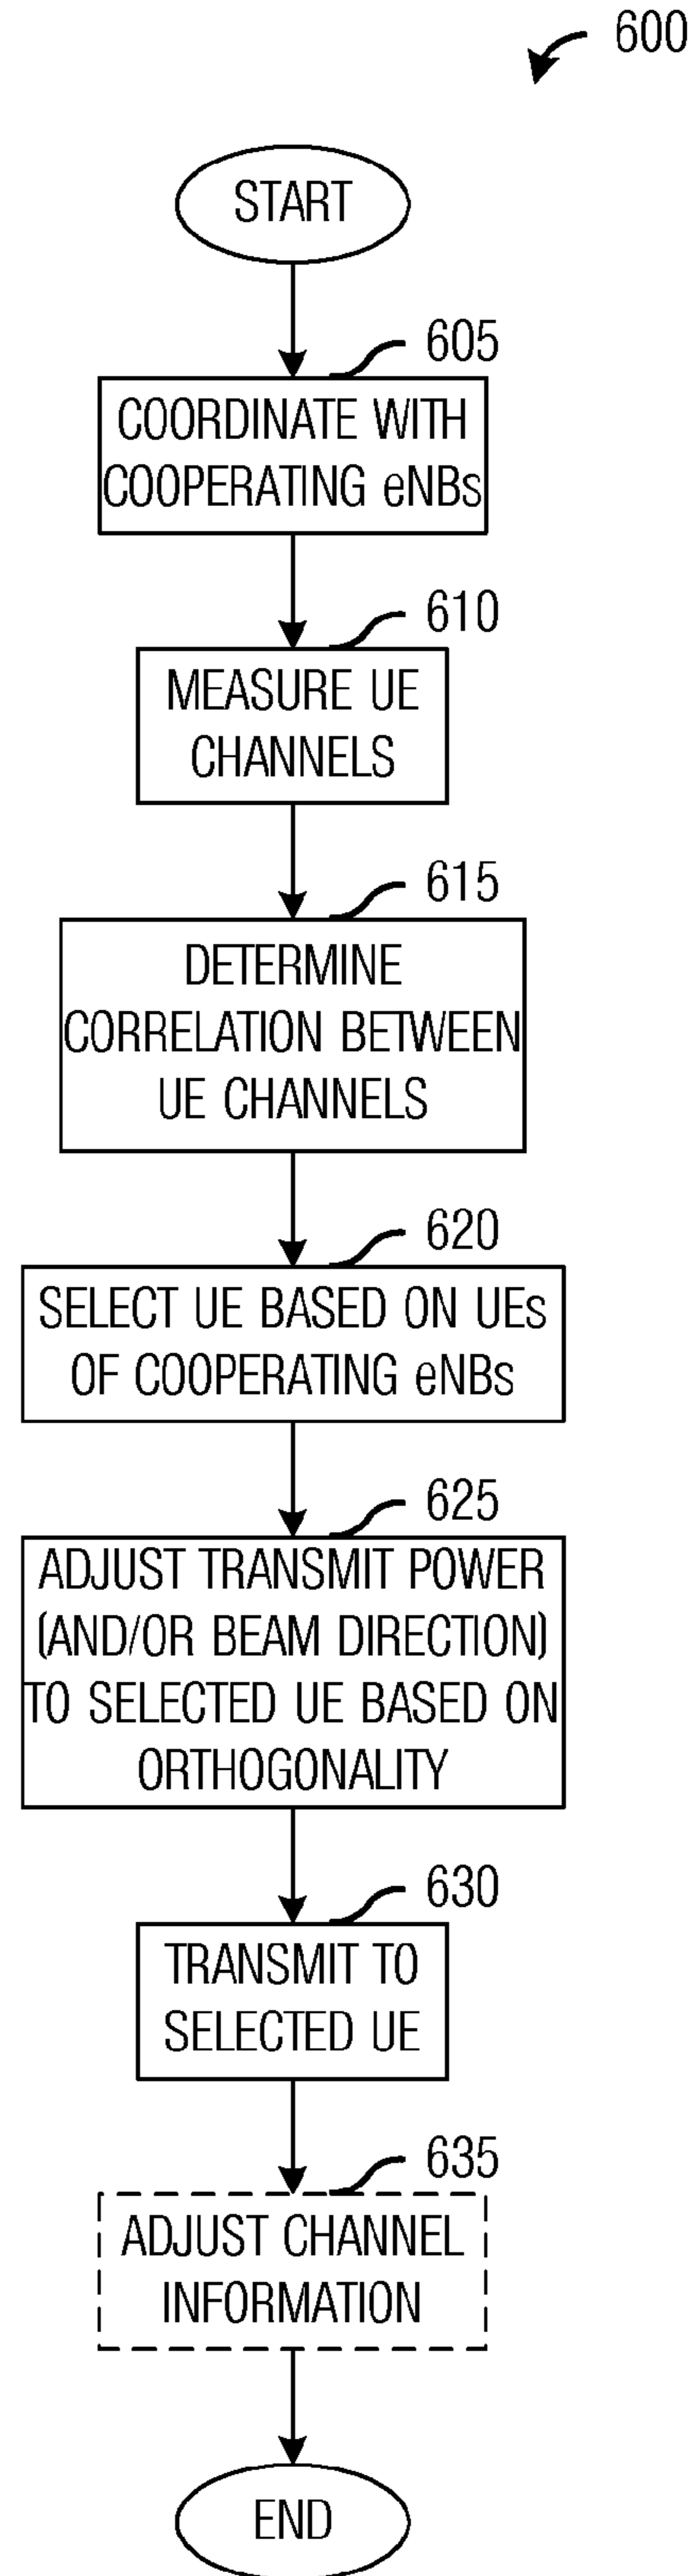 600
START
605
COORDINATE WITH
COOPERATING eNBs
610
MEASURE UE
CHANNELS
615
DETERMINE
CORRELATION BETWEEN
UE CHANNELS
620
SELECT UE BASED ON UEs
OF COOPERATING eNBs
625
ADJUST TRANSMIT POWER
(AND/OR BEAM DIRECTION)
TO SELECTED UE BASED ON
ORTHOGONALITY
630
TRANSMIT TO
SELECTED UE
635
ADJUST CHANNEL
INFORMATION
END